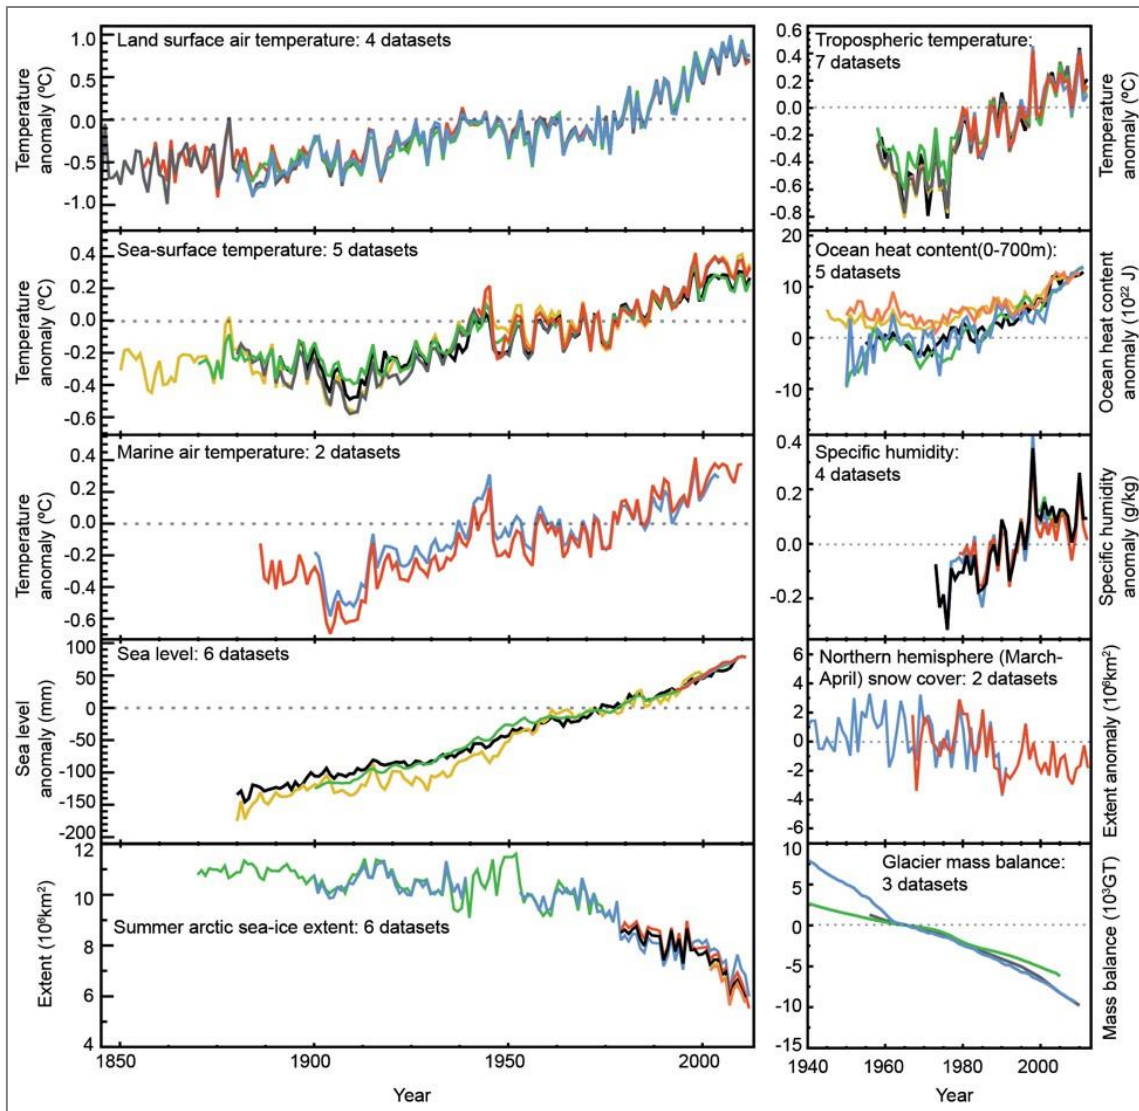 Land surface air temperature: 4 datasets
Temperature
anomaly (ºC)
1.0
0.5
0.0
-0.5
-1.0
Sea-surface temperature: 5 datasets
Temperature
anomaly (ºC)
0.4
0.2
0.0
-0.2
-0.4
-0.6
Marine air temperature: 2 datasets
Temperature
anomaly (ºC)
0.4
0.2
0.0
-0.2
-0.4
-0.6
Sea level: 6 datasets
Sea level
anomaly (mm)
100
50
0
-50
-100
-150
-200
Summer arctic sea-ice extent: 6 datasets
Extent (10⁶km²)
12
10
8
6
4
1850
1900
1950
2000
Year
Tropospheric temperature:
7 datasets
Temperature
anomaly (ºC)
0.6
0.4
0.2
0.0
-0.2
-0.4
-0.6
-0.8
Ocean heat content(0-700m):
5 datasets
Ocean heat content
anomaly (10²² J)
20
10
0
-10
Specific humidity:
4 datasets
Specific humidity
anomaly (g/kg)
0.4
0.2
0.0
-0.2
Northern hemisphere (March-
April) snow cover: 2 datasets
Extent anomaly (10⁶km²)
6
4
2
0
-2
-4
-6
Glacier mass balance:
3 datasets
Mass balance (10³GT)
10
5
0
-5
-10
-15
1940
1960
1980
2000
Year